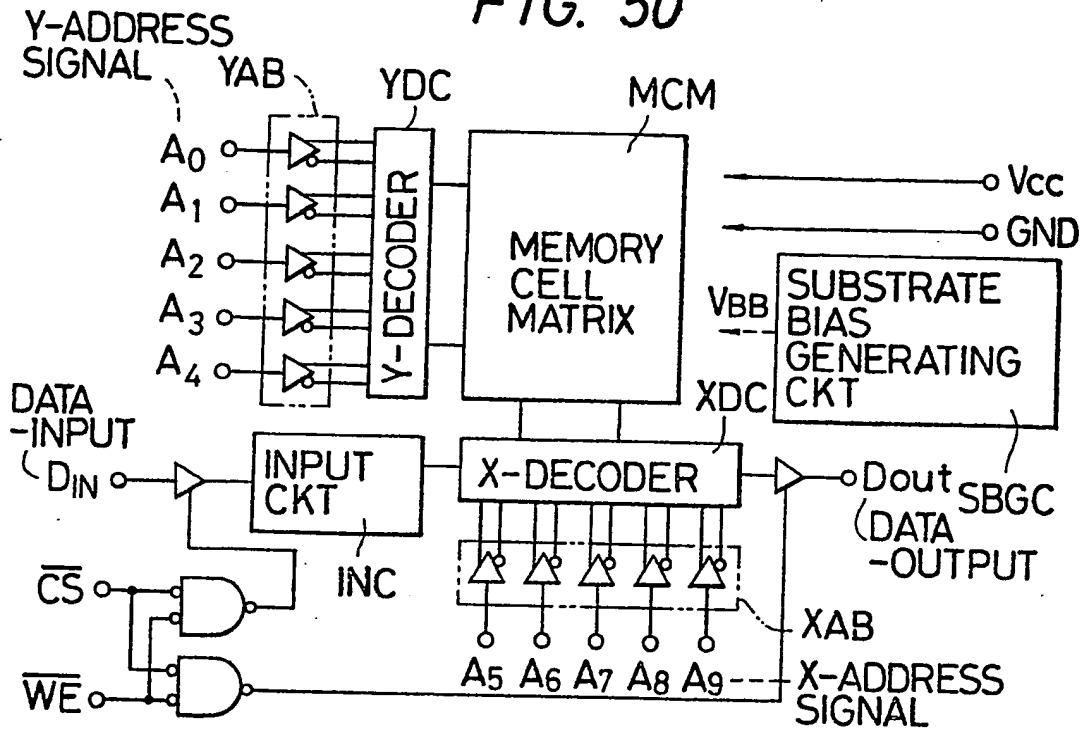 FIG. 50
Y-ADDRESS
SIGNAL
YAB
YDC
MCM
A0
A1
A2
A3
A4
Y-DECODER
MEMORY
CELL
MATRIX
Vcc
GND
VBB
SUBSTRATE
BIAS
GENERATING
CKT
SBGC
DATA
-INPUT
DIN
INPUT
CKT
INC
XDC
X-DECODER
Dout
DATA
-OUTPUT
C̅S̅
W̅E̅
XAB
A5 A6 A7 A8 A9
X-ADDRESS
SIGNAL